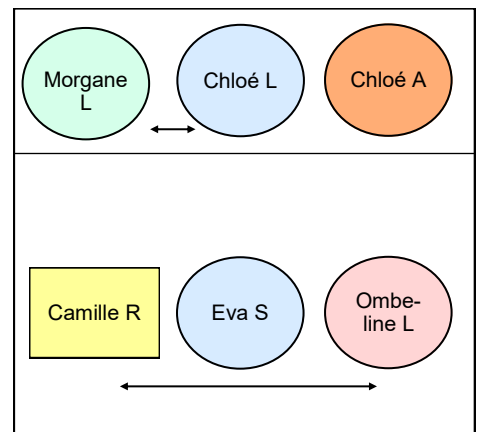 Morgane
L
Chloé L
Chloé A
Camille R
Eva S
Ombe-
line L